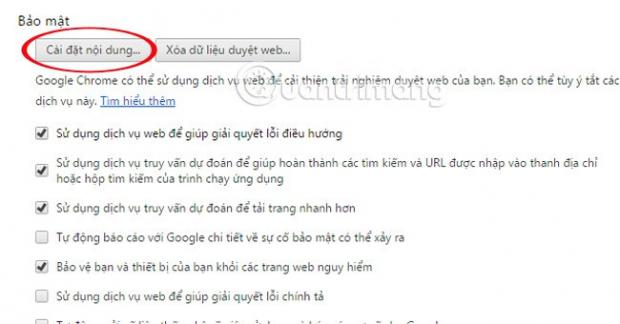 Bảo mật
Cài đặt nội dung... Xóa dữ liệu duyệt web...
Google Chrome có thể sử dụng dịch vụ web để cải thiện trải nghiệm duyệt web của bạn. Bạn có thể tùy ý tắt các
dịch vụ này. Tìm hiểu thêm
Quantrimang
Sử dụng dịch vụ web để giúp giải quyết lỗi điều hướng
Sử dụng dịch vụ truy vấn dự đoán để giúp hoàn thành các tìm kiếm và URL được nhập vào thanh địa chỉ
hoặc hộp tìm kiếm của trình chạy ứng dụng
Sử dụng dịch vụ truy vấn dự đoán để tải trang nhanh hơn
Tự động báo cáo với Google chi tiết về sự cố bảo mật có thể xảy ra
Bảo vệ bạn và thiết bị của bạn khỏi các trang web nguy hiểm
Sử dụng dịch vụ web để giúp giải quyết lỗi chính tả